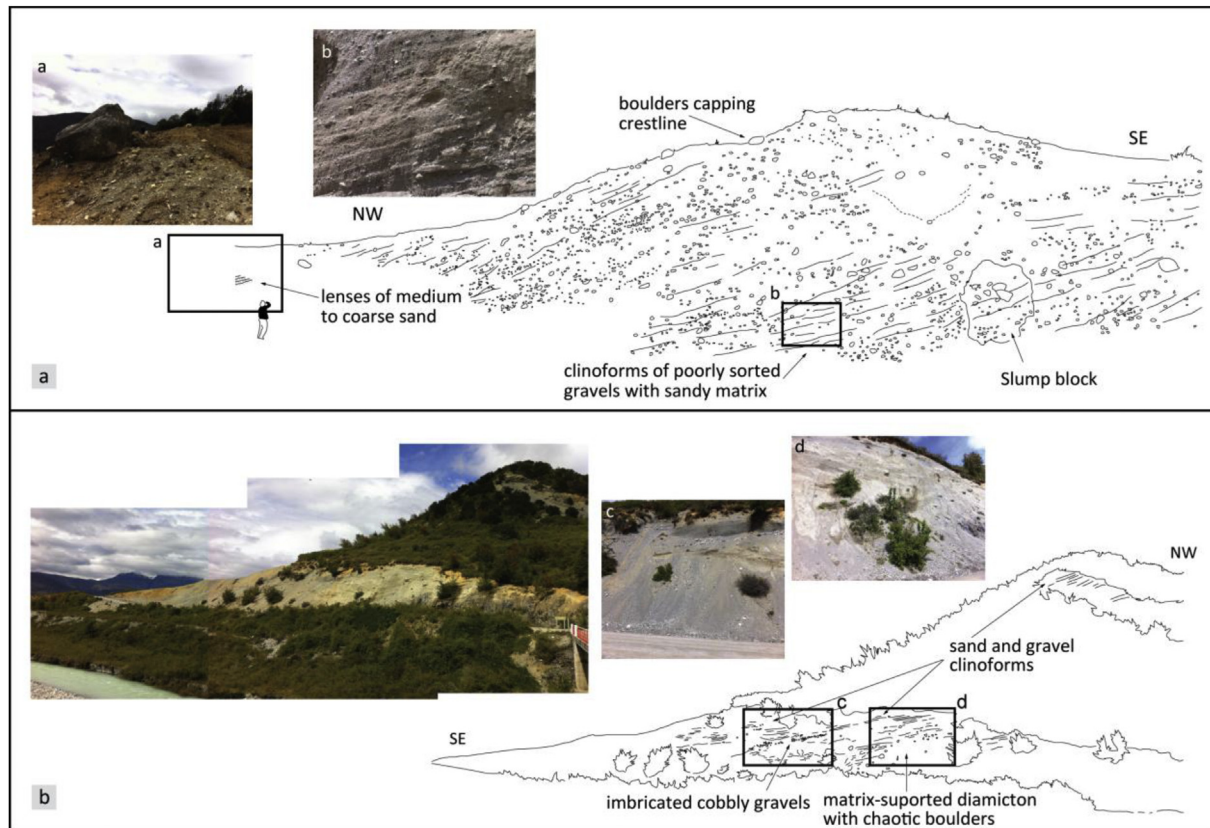 a
b
boulders capping
crestline
SE
NW
a
lenses of medium
to coarse sand
b
clinoforms of poorly sorted
gravels with sandy matrix
Slump block
a
d
c
NW
sand and gravel
clinoforms
c
d
SE
imbricated cobbly gravels
matrix-suported diamicton
with chaotic boulders
b